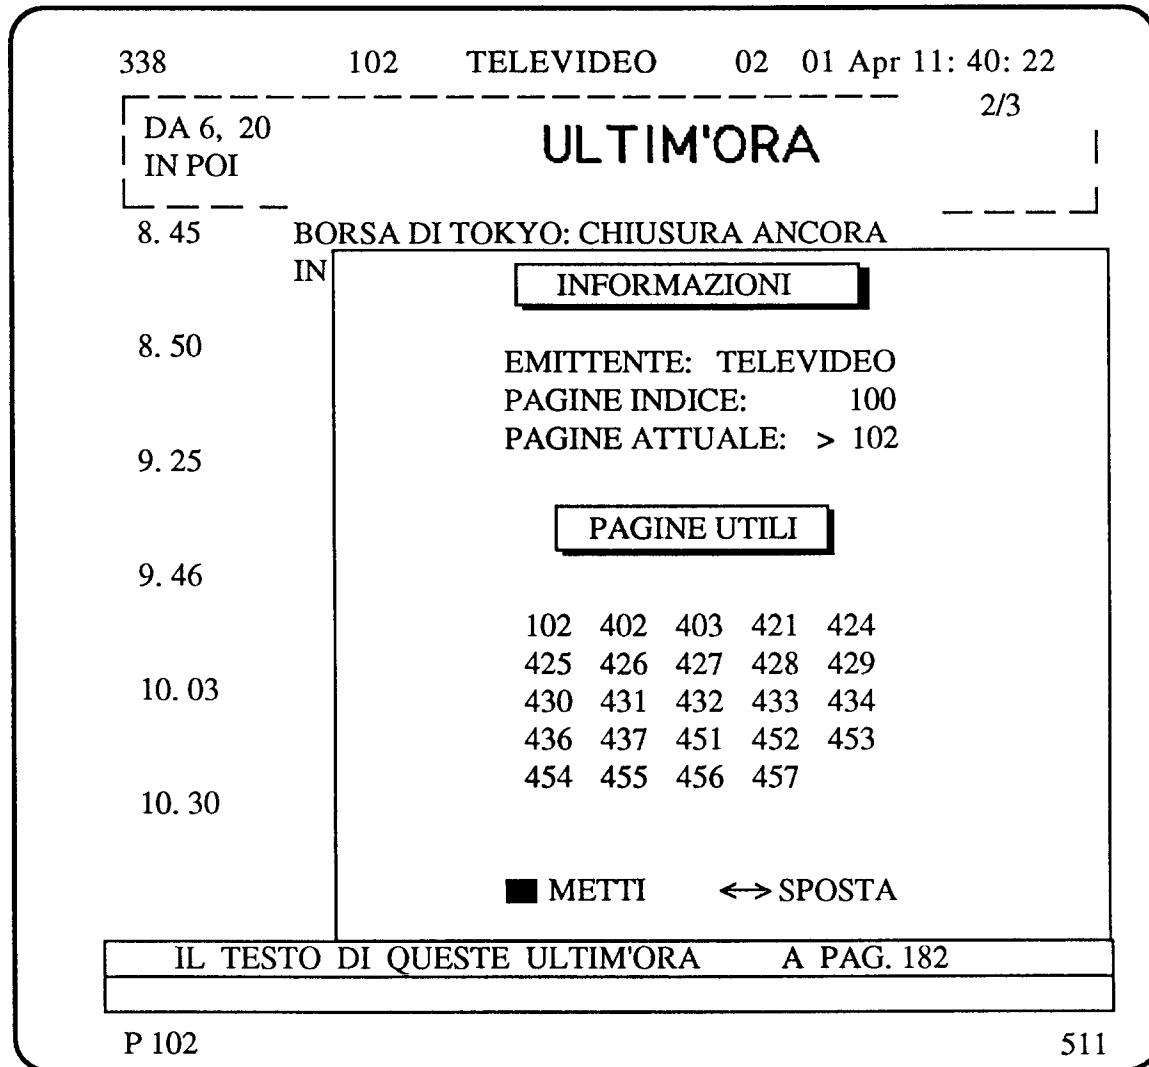 338 102 TELEVIDEO 02 01 Apr 11: 40: 22
2/3
DA 6, 20
IN POI
ULTIM'ORA
8. 45 BORSA DI TOKYO: CHIUSURA ANCORA
IN
INFORMAZIONI
8. 50
EMITTENTE: TELEVIDEO
PAGINE INDICE: 100
PAGINE ATTUALE: > 102
9. 25
PAGINE UTILI
9. 46
102 402 403 421 424
425 426 427 428 429
10. 03
430 431 432 433 434
436 437 451 452 453
454 455 456 457
10. 30
METTI <-> SPOSTA
IL TESTO DI QUESTE ULTIM'ORA A PAG. 182
P 102 511